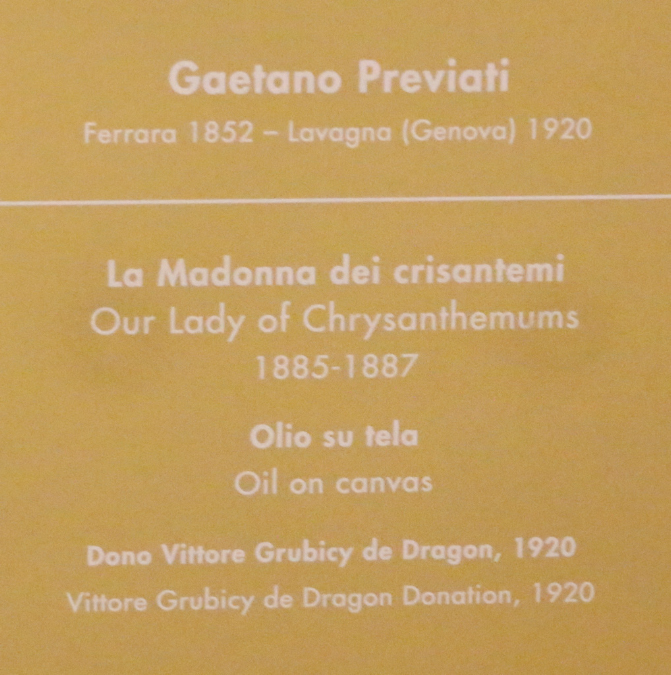 Gaetano Previati
Ferrara 1852 – Lavagna (Genova) 1920
La Madonna dei crisantemi
Our Lady of Chrysanthemums
1885-1887
Olio su tela
Oil on canvas
Dono Vittore Grubicy de Dragon, 1920
Vittore Grubicy de Dragon Donation, 1920